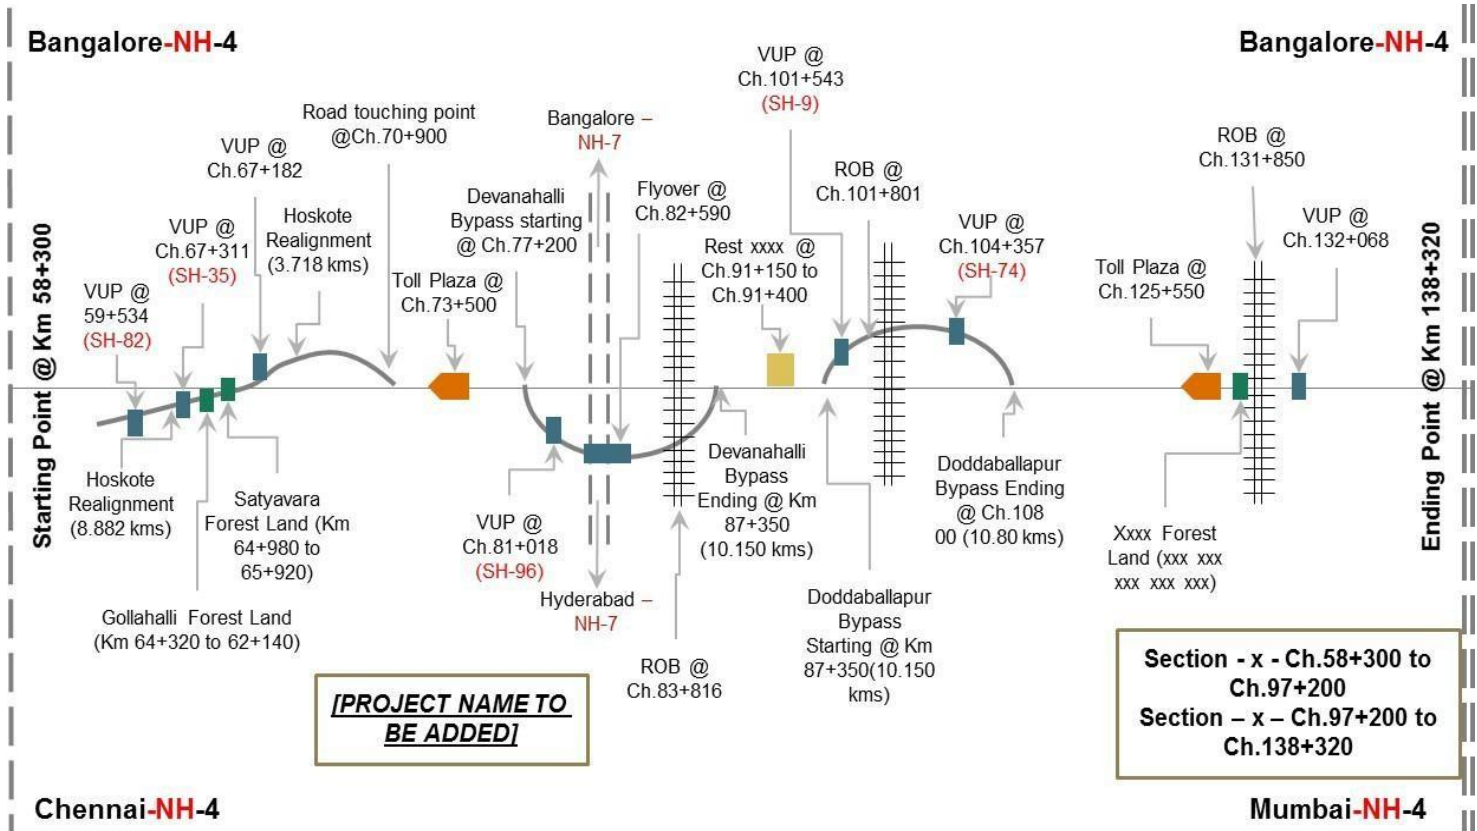 Bangalore-NH-4
Bangalore-NH-4
Starting Point @ Km 58+300
VUP @
59+534
(SH-82)
VUP @
Ch.67+311
(SH-35)
VUP @
Ch.67+182
Hoskote
Realignment
(3.718 kms)
Road touching point
@Ch.70+900
Toll Plaza @
Ch.73+500
Devanahalli
Bypass starting
@ Ch.77+200
Bangalore –
NH-7
Flyover @
Ch.82+590
Rest xxxx @
Ch.91+150 to
Ch.91+400
VUP @
Ch.101+543
(SH-9)
ROB @
Ch.101+801
VUP @
Ch.104+357
(SH-74)
Toll Plaza @
Ch.125+550
ROB @
Ch.131+850
VUP @
Ch.132+068
Ending Point @ Km 138+320
Hoskote
Realignment
(8.882 kms)
Gollahalli Forest Land
(Km 64+320 to 62+140)
Satyavara
Forest Land (Km
64+980 to
65+920)
VUP @
Ch.81+018
(SH-96)
Hyderabad –
NH-7
ROB @
Ch.83+816
Devanahalli
Bypass
Ending @ Km
87+350
(10.150 kms)
Doddaballapur
Bypass
Starting @ Km
87+350(10.150
kms)
Doddaballapur
Bypass Ending
@ Ch.108
00 (10.80 kms)
Xxxx Forest
Land (xxx xxx
xxx xxx xxx)
[PROJECT NAME TO
BE ADDED]
Section - x - Ch.58+300 to
Ch.97+200
Section – x – Ch.97+200 to
Ch.138+320
Chennai-NH-4
Mumbai-NH-4